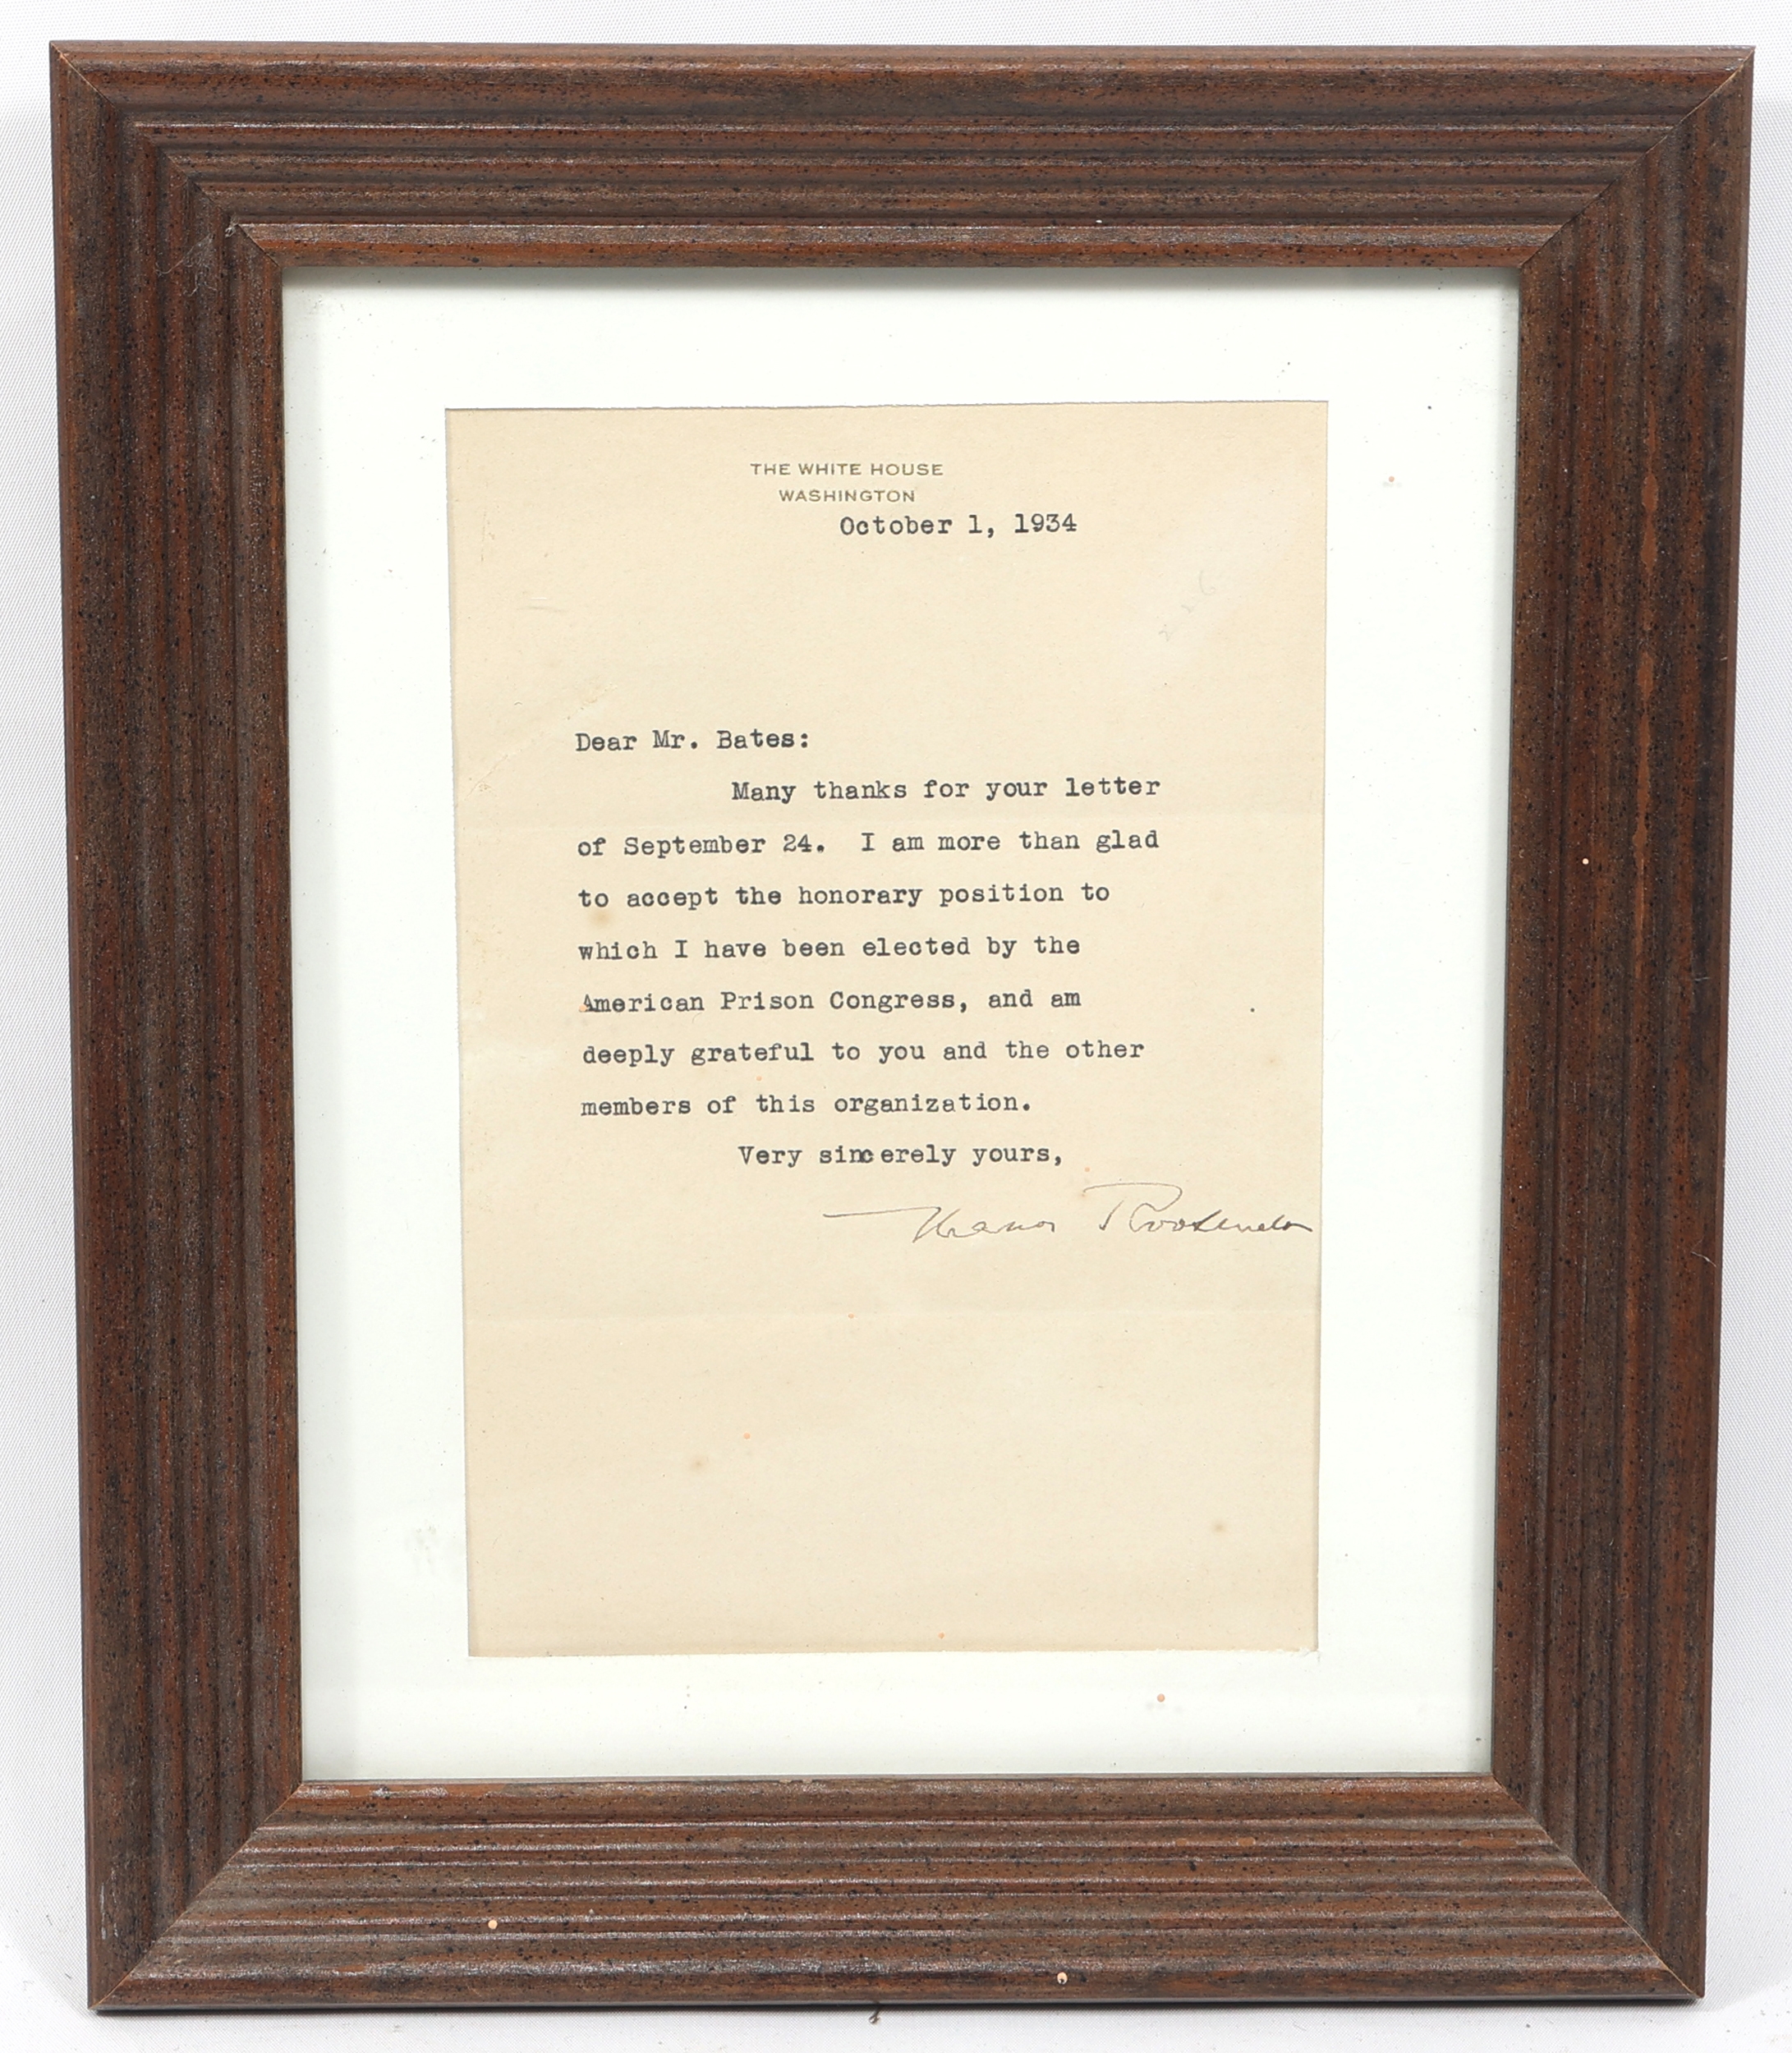 THE WHITE HOUSE
WASHINGTON
October 1, 1934
Dear Mr. Bates:
Many thanks for your letter
of September 24. I am more than glad
to accept the honorary position to
which I have been elected by the
American Prison Congress, and am
deeply grateful to you and the other
members of this organization.
Very sincerely yours,
Eleanor Roosevelt